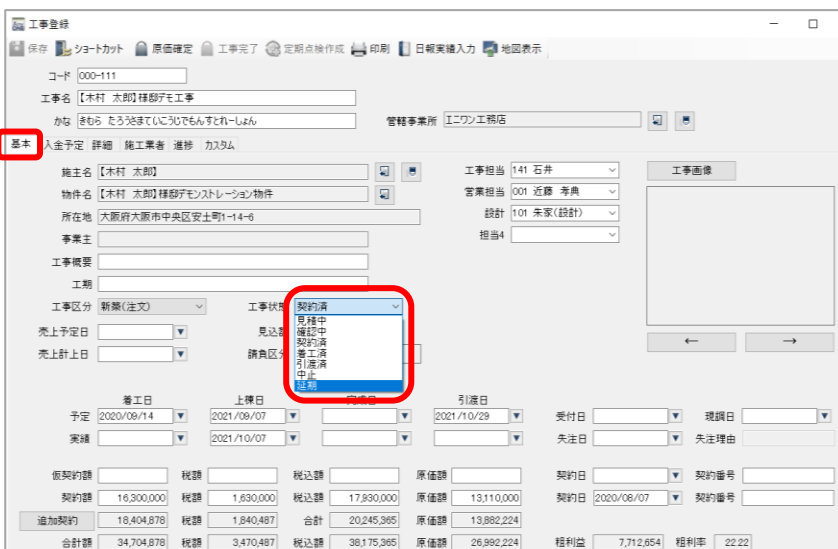 工事登録
保存 ショートカット 原価確定 工事完了 定期点検作成 印刷 日報実績入力 地図表示
コード 000-111
工事名 【木村 太郎】様邸デモ工事
かな きむら たろうさまていこうじでもんすとれーしょん 管轄事業所 エニワン工務店
基本 入金予定 詳細 施工業者 進捗 カスタム
施主名 【木村 太郎】 工事担当 141 石井 工事画像
物件名 【木村 太郎】様邸デモンストレーション物件 営業担当 001 近藤 孝典
所在地 大阪府大阪市中央区安土町1-14-6 設計 101 朱家(設計)
事業主 担当4
工事概要
工期
工事区分 新築(注文) 工事状態 契約済
見積中
売上予定日 見込 確認中
契約済
← →
着工済
売上計上日 請負区分 引渡済
中止
延期
着工日 上棟日 完成日 引渡日
予定 2020/09/14 2021/09/07 2021/10/29 受付日 現調日
実績 2021/10/07 失注日 失注理由
仮契約額 税額 税込額 原価額 契約日 契約番号
契約額 16,300,000 税額 1,630,000 税込額 17,930,000 原価額 13,110,000 契約日 2020/08/07 契約番号
追加契約 18,404,878 税額 1,840,487 合計 20,245,365 原価額 13,882,224
合計額 34,704,878 税額 3,470,487 税込額 38,175,365 原価額 26,992,224 粗利益 7,712,654 粗利率 22.22